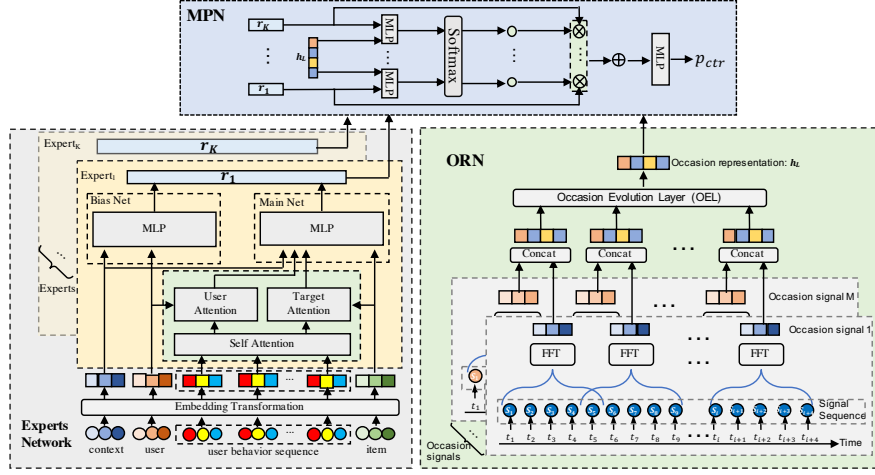 MPN
r_K
h_L
r_1
MLP
MLP
Softmax
MLP
p_ctr
Expert_K
r_K
Expert_1
r_1
Bias Net
MLP
Main Net
MLP
Experts
User
Attention
Target
Attention
Self Attention
Embedding Transformation
Experts
Network
context
user
user behavior sequence
item
ORN
Occasion representation: h_L
Occasion Evolution Layer (OEL)
Concat
Concat
Concat
Occasion signal M
Occasion signal 1
FFT
FFT
FFT
Signal
Sequence
t_1
t_1 t_2 t_3 t_4 t_5 t_6 t_7 t_8 t_9 t_i t_i+1 t_i+2 t_i+3 t_i+4
Time
Occasion
signals